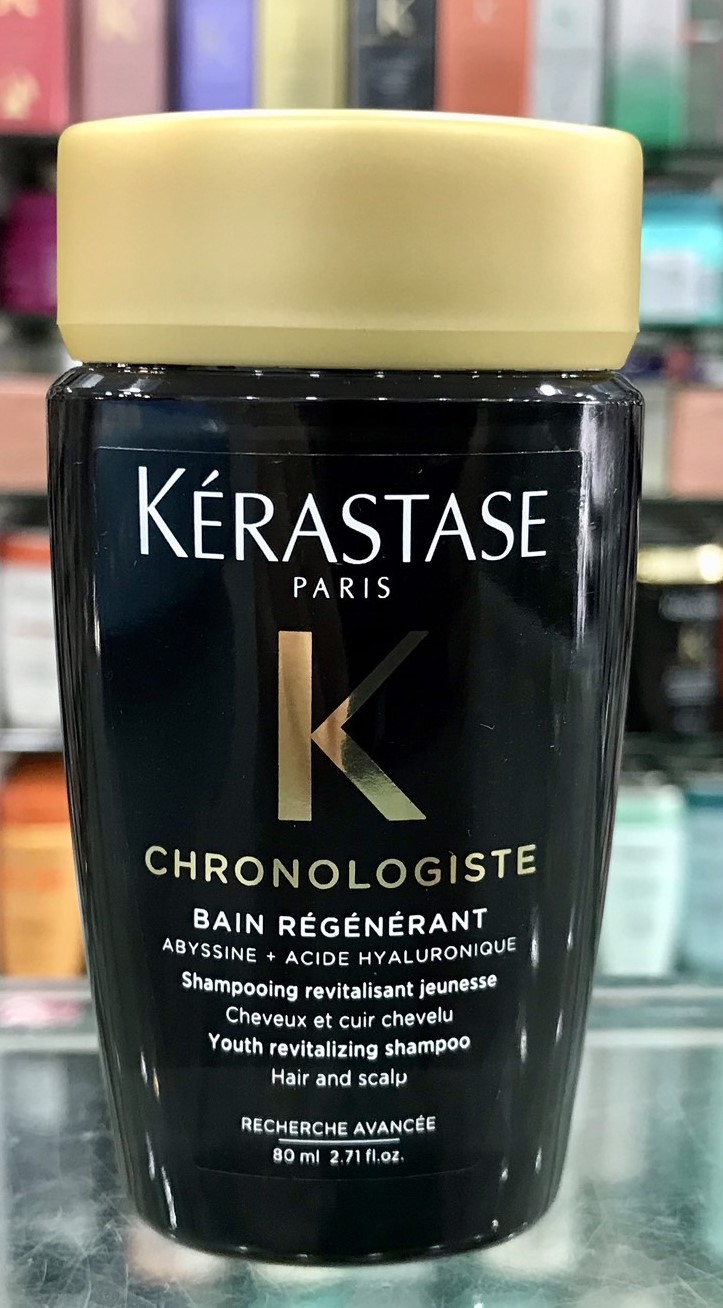 KÉRASTASE
PARIS
K
CHRONOLOGISTE
BAIN RÉGÉNÉRANT
ABYSSINE + ACIDE HYALURONIQUE
Shampooing revitalisant jeunesse
Cheveux et cuir chevelu
Youth revitalizing shampoo
Hair and scalp
RECHERCHE AVANCÉE
80 ml 2.71 fl.oz.